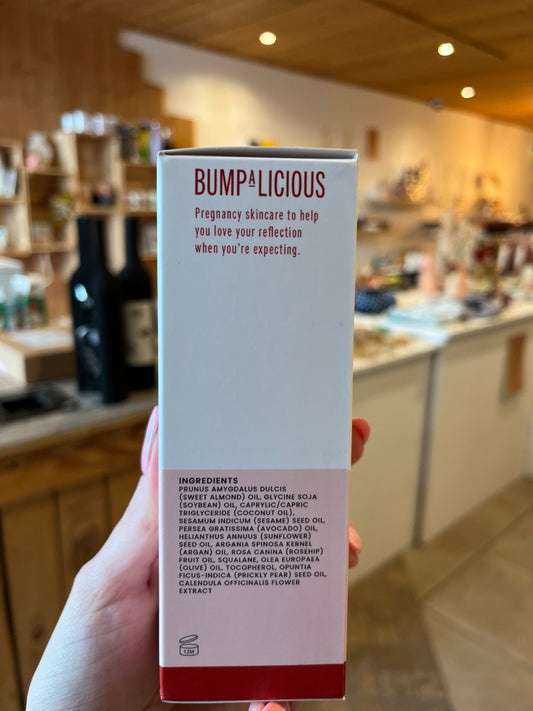 BUMPALICIOUS
Pregnancy skincare to help
you love your reflection
when you're expecting.
INGREDIENTS
PRUNUS AMYGDALUS DULCIS
(SWEET ALMOND) OIL, GLYCINE SOJA
(SOYBEAN) OIL, CAPRYLIC/CAPRIC
TRIGLYCERIDE (COCONUT OIL),
SESAMUM INDICUM (SESAME) SEED OIL,
PERSEA GRATISSIMA (AVOCADO) OIL,
HELIANTHUS ANNUUS (SUNFLOWER)
SEED OIL, ARGANIA SPINOSA KERNEL
(ARGAN) OIL, ROSA CANINA (ROSEHIP)
FRUIT OIL, SQUALANE, OLEA EUROPAEA
(OLIVE) OIL, TOCOPHEROL, OPUNTIA
FICUS-INDICA (PRICKLY PEAR) SEED OIL,
CALENDULA OFFICINALIS FLOWER
EXTRACT
12M